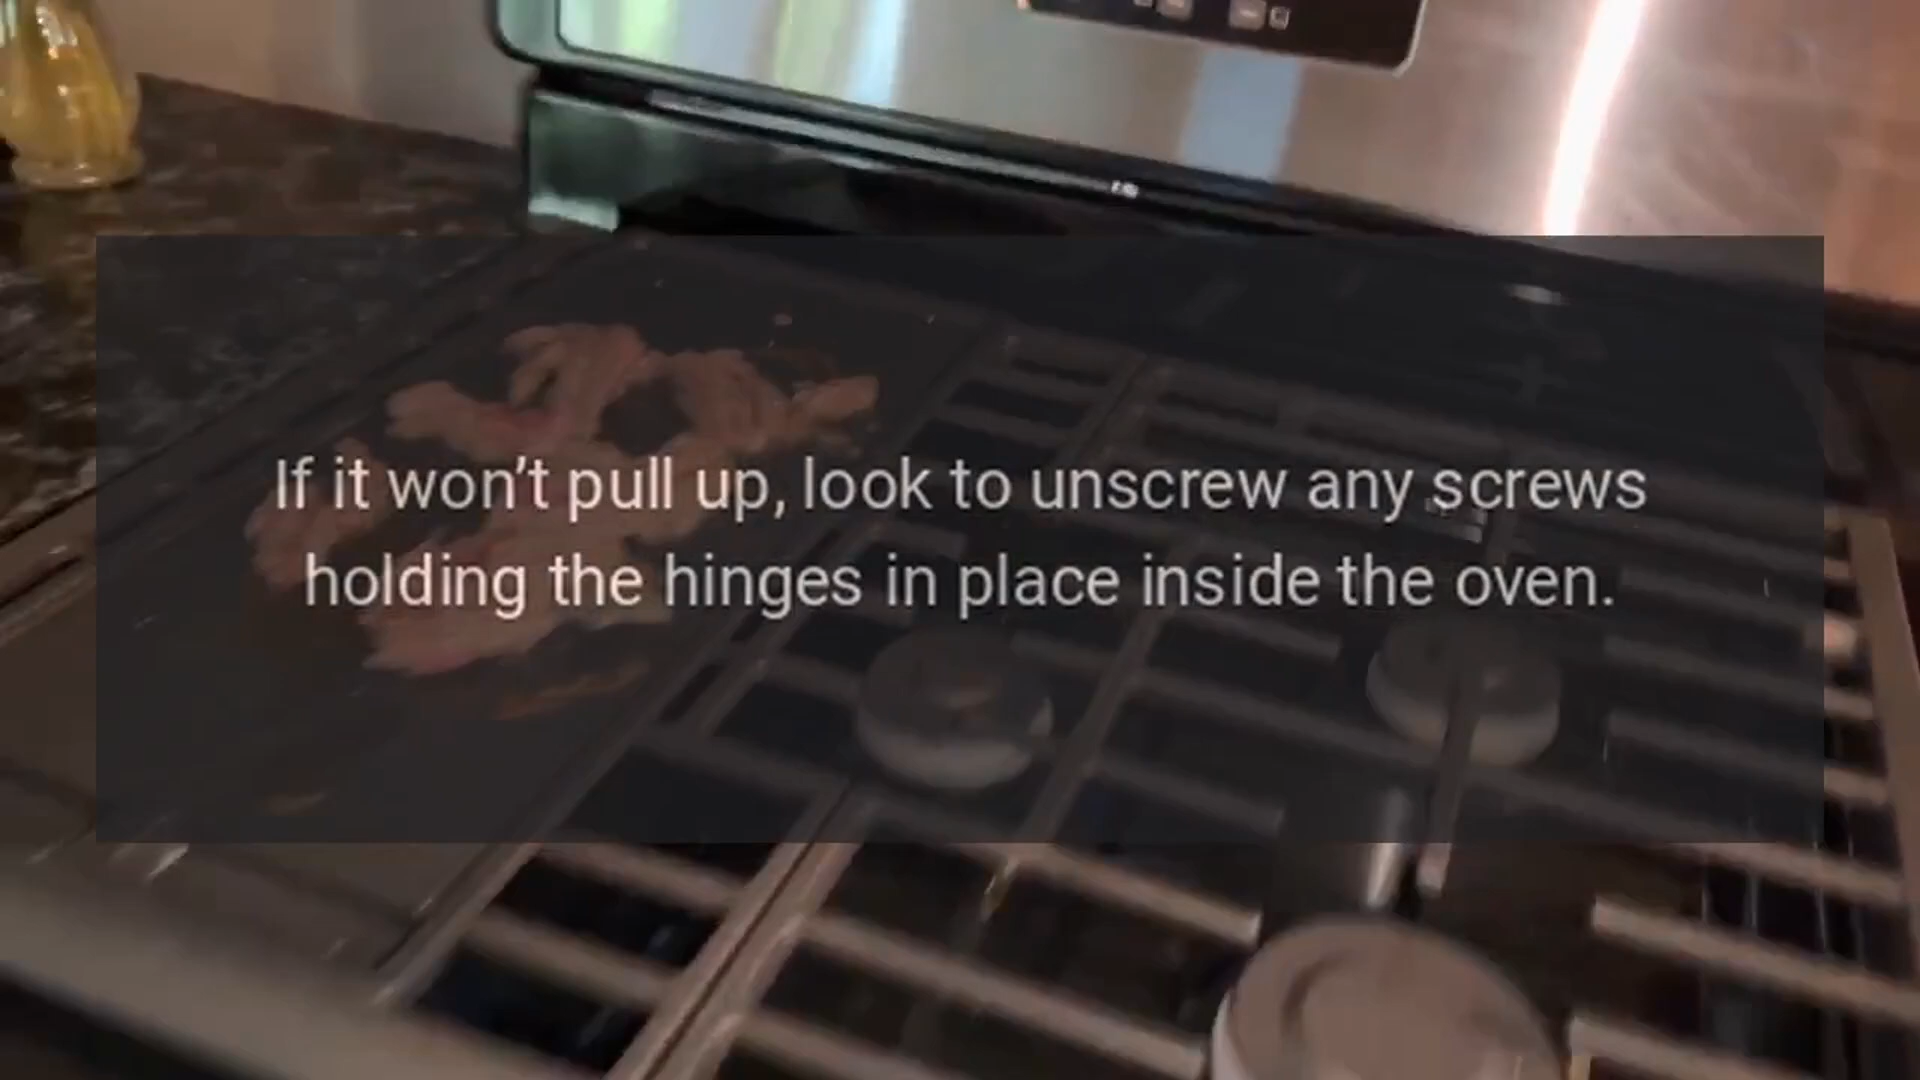 If it won’t pull up, look to unscrew any screws
holding the hinges in place inside the oven.